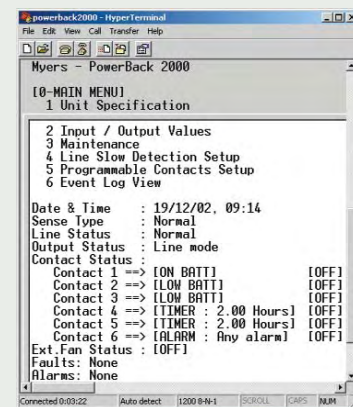 powerback2000 - HyperTerminal
File Edit View Call Transfer Help
Myers - PowerBack 2000
[0-MAIN MENU]
1 Unit Specification
2 Input / Output Values
3 Maintenance
4 Line Slow Detection Setup
5 Programmable Contacts Setup
6 Event Log View
Date & Time : 19/12/02, 09:14
Sense Type : Normal
Line Status : Normal
Output Status : Line mode
Contact Status :
Contact 1 ==> [ON BATT] [OFF]
Contact 2 ==> [LOW BATT] [OFF]
Contact 3 ==> [LOW BATT] [OFF]
Contact 4 ==> [TIMER : 2.00 Hours] [OFF]
Contact 5 ==> [TIMER : 2.00 Hours] [OFF]
Contact 6 ==> [ALARM : Any alarm] [OFF]
Ext.Fan Status : [OFF]
Faults: None
Alarms: None
Connected 0:03:22 Auto detect 1200 8-N-1 SCROLL CAPS NUM